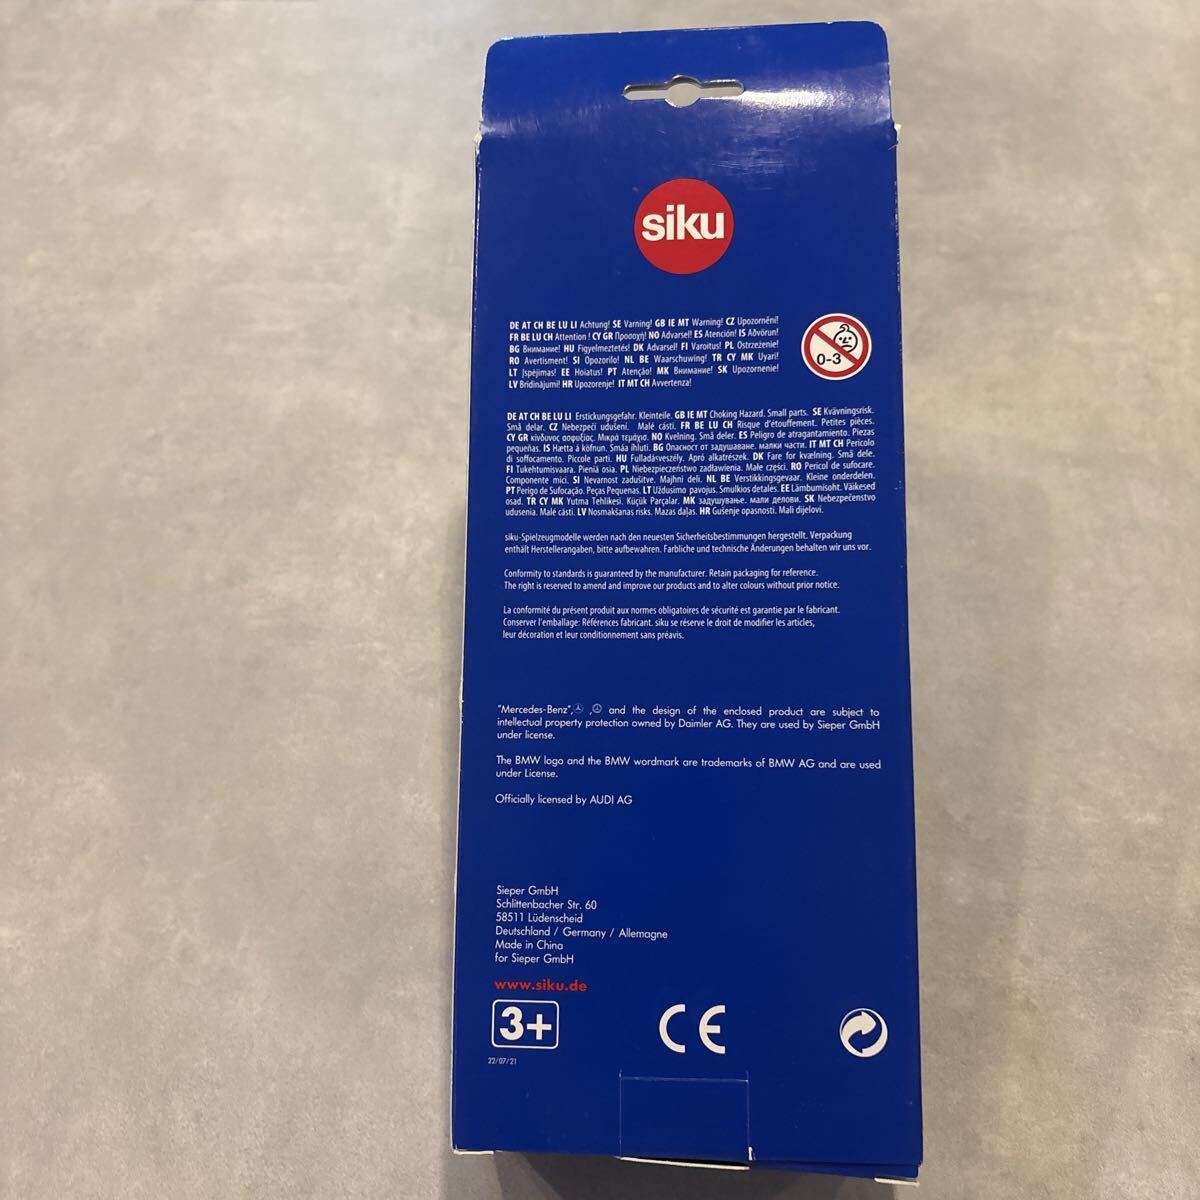 siku
DE AT CH BE LU LI Achtung! SE Varning! GB IE MT Warning! CZ Upozornění!
FR BE LU CH Attention ! CY GR Προσοχή! NO Advarsel! ES Atención! IS Aðvörun!
BG Внимание! HU Figyelmeztetés! DK Advarsel! FI Varoitus! PL Ostrzeżenie!
RO Avertisment! SI Opozorilo! NL BE Waarschuwing! TR CY MK Uyari!
LT Įspėjimas! EE Hoiatus! PT Atenção! MK Внимание! SK Upozornenie!
LV Brīdinājumi! HR Upozorenje! IT MT CH Avvertenza!
0-3
DE AT CH BE LU LI Erstickungsgefahr. Kleinteile. GB IE MT Choking Hazard. Small parts. SE Kvävningsrisk.
Små delar. CZ Nebezpečí udušení. Malé cásti. FR BE LU CH Risque d'étouffement. Petites pièces.
CY GR κίνδυνος ασφυξίας. Μικρά τεμάχια. NO Kvelning. Små deler. ES Peligro de atragantamiento. Piezas
pequeñas. IS Hætta á köfnun. Smáa íhluti. BG Опасност от задушаване. малки части. IT MT CH Pericolo
di soffocamento. Piccole parti. HU Fulladásveszély. Apró alkatrészek. DK Fare for kvælning. Små dele.
FI Tukehtumisvaara. Pieniä osia. PL Niebezpieczeństwo zadławienia. Małe części. RO Pericol de sufocare.
Componente mici. SI Nevarnost zadušitve. Majhni deli. NL BE Verstikkingsgevaar. Kleine onderdelen.
PT Perigo de Sufocação. Peças Pequenas. LT Uždusimo pavojus. Smulkios detalės. EE Lämbumisoht. Väikesed
osad. TR CY MK Yutma Tehlikesi. Küçük Parçalar. MK задушување. мали делови. SK Nebezpečenstvo
udusenia. Malé cásti. LV Nosmakšanas risks. Mazas daļas. HR Gušenje opasnosti. Mali dijelovi.
siku-Spielzeugmodelle werden nach den neuesten Sicherheitsbestimmungen hergestellt. Verpackung
enthält Herstellerangaben, bitte aufbewahren. Farbliche und technische Änderungen behalten wir uns vor.
Conformity to standards is guaranteed by the manufacturer. Retain packaging for reference.
The right is reserved to amend and improve our products and to alter colours without prior notice.
La conformité du présent produit aux normes obligatoires de sécurité est garantie par le fabricant.
Conserver l'emballage: Références fabricant. siku se réserve le droit de modifier les articles,
leur décoration et leur conditionnement sans préavis.
"Mercedes-Benz", , and the design of the enclosed product are subject to
intellectual property protection owned by Daimler AG. They are used by Sieper GmbH
under license.
The BMW logo and the BMW wordmark are trademarks of BMW AG and are used
under License.
Officially licensed by AUDI AG
Sieper GmbH
Schlittenbacher Str. 60
58511 Lüdenscheid
Deutschland / Germany / Allemagne
Made in China
for Sieper GmbH
www.siku.de
3+
CE
22/07/21